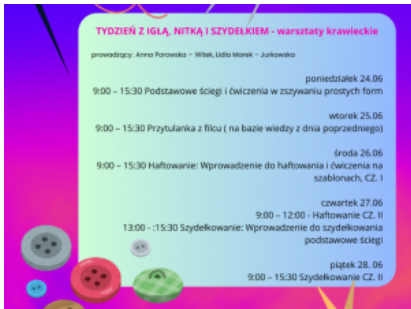 TYDZIEŃ Z IGŁĄ, NITKĄ I SZYDEŁKIEM - warsztaty krawieckie
prowadzący: Anna Porowska – Witek, Lidia Marek - Jurkowska
poniedziałek 24.06
9:00 – 15:30 Podstawowe ściegi i ćwiczenia w zszywaniu prostych form
wtorek 25.06
9:00 – 15:30 Przytulanka z filcu ( na bazie wiedzy z dnia poprzedniego)
środa 26.06
9:00 – 15:30 Haftowanie: Wprowadzenie do haftowania i ćwiczenia na
szablonach, CZ. I
czwartek 27.06
9:00 – 12:00 - Haftowanie CZ. II
13:00 - :15:30 Szydełkowanie: Wprowadzenie do szydełkowania
podstawowe ściegi
piątek 28. 06
9:00 – 15:30 Szydełkowanie CZ. II